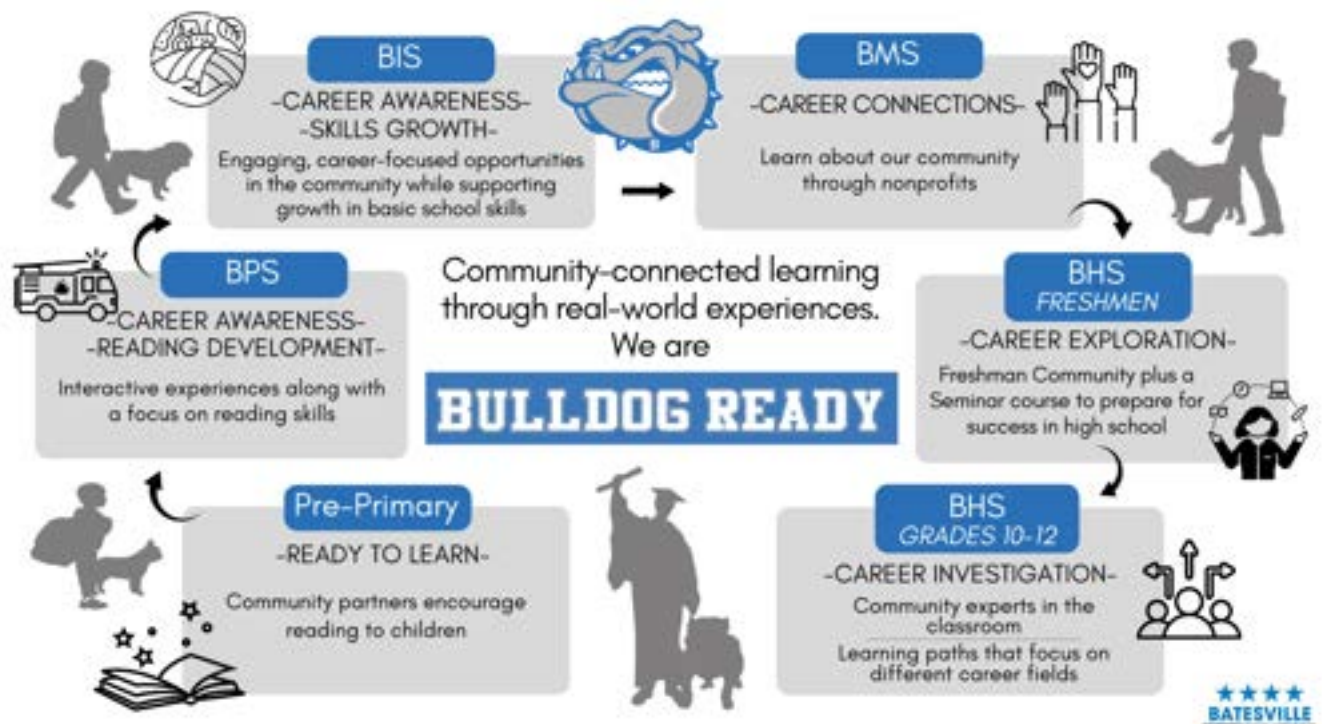 BIS
-CAREER AWARENESS-
-SKILLS GROWTH-
Engaging, career-focused opportunities
in the community while supporting
growth in basic school skills
BMS
-CAREER CONNECTIONS-
Learn about our community
through nonprofits
BPS
-CAREER AWARENESS-
-READING DEVELOPMENT-
Interactive experiences along with
a focus on reading skills
Community-connected learning
through real-world experiences.
We are
BULLDOG READY
BHS
FRESHMEN
-CAREER EXPLORATION-
Freshman Community plus a
Seminar course to prepare for
success in high school
Pre-Primary
-READY TO LEARN-
Community partners encourage
reading to children
BHS
GRADES 10-12
-CAREER INVESTIGATION-
Community experts in the
classroom
Learning paths that focus on
different career fields
BATESVILLE